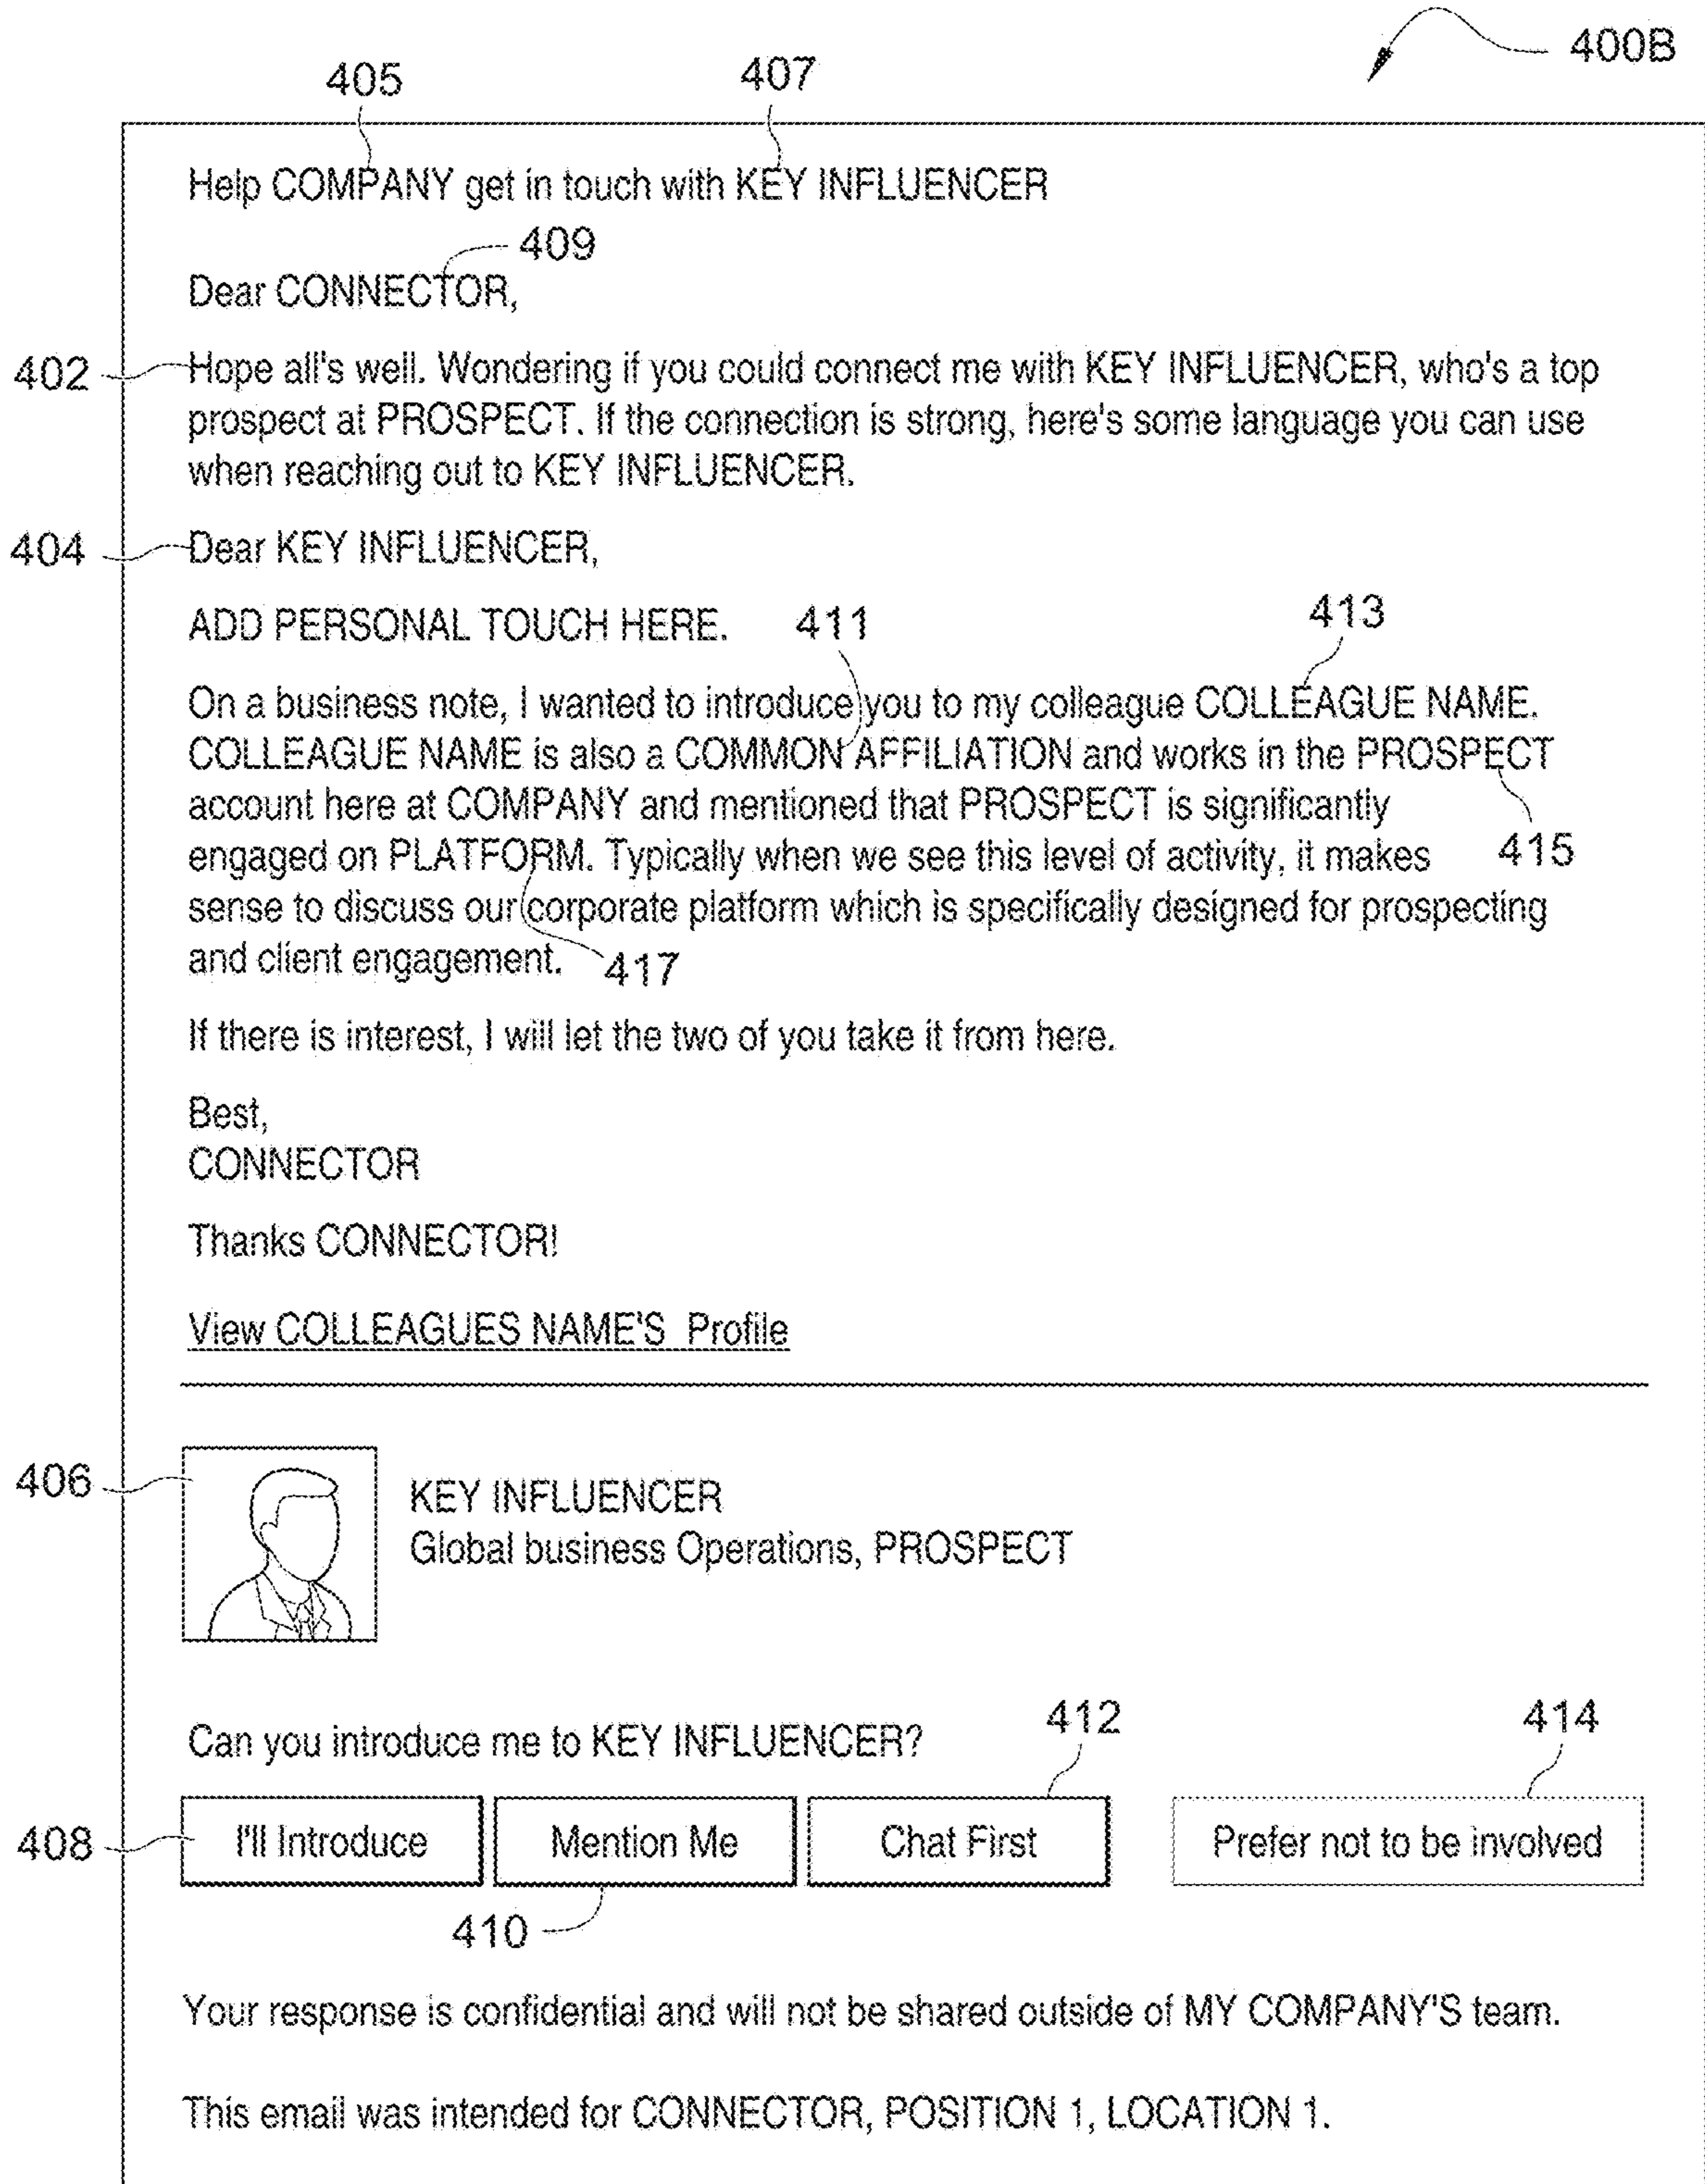 400B
405 407
Help COMPANY get in touch with KEY INFLUENCER
409
Dear CONNECTOR,
402 Hope all's well. Wondering if you could connect me with KEY INFLUENCER, who's a top
prospect at PROSPECT. If the connection is strong, here's some language you can use
when reaching out to KEY INFLUENCER.
404 Dear KEY INFLUENCER,
ADD PERSONAL TOUCH HERE. 411 413
On a business note, I wanted to introduce you to my colleague COLLEAGUE NAME.
COLLEAGUE NAME is also a COMMON AFFILIATION and works in the PROSPECT
account here at COMPANY and mentioned that PROSPECT is significantly
engaged on PLATFORM. Typically when we see this level of activity, it makes 415
sense to discuss our corporate platform which is specifically designed for prospecting
and client engagement. 417
If there is interest, I will let the two of you take it from here.
Best,
CONNECTOR
Thanks CONNECTOR!
View COLLEAGUES NAME'S Profile
406
KEY INFLUENCER
Global business Operations, PROSPECT
412 414
Can you introduce me to KEY INFLUENCER?
408 I'll Introduce Mention Me Chat First Prefer not to be involved
410
Your response is confidential and will not be shared outside of MY COMPANY'S team.
This email was intended for CONNECTOR, POSITION 1, LOCATION 1.